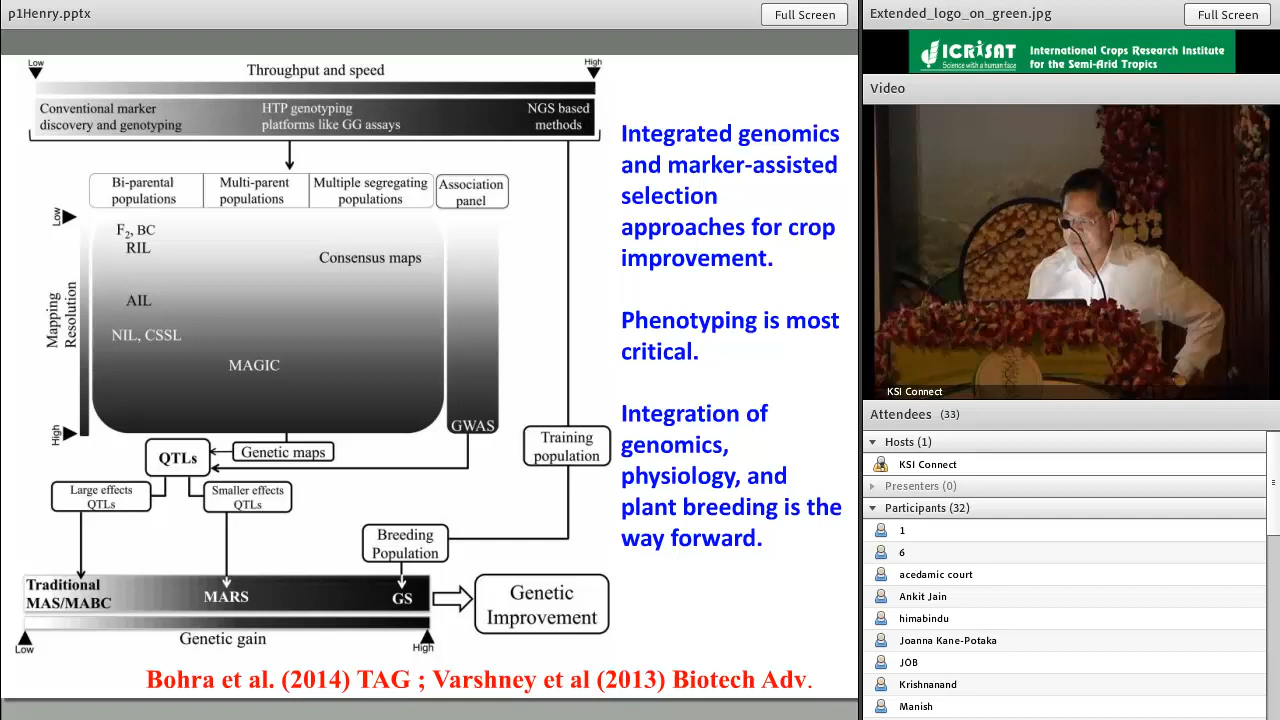 p1Henry.pptx
Full Screen
Low
Throughput and speed
High
Conventional marker
discovery and genotyping
HTP genotyping
platforms like GG assays
NGS based
methods
Bi-parental
populations
Multi-parent
populations
Multiple segregating
populations
Association
panel
Low
Mapping
Resolution
High
F2, BC
RIL
Consensus maps
AIL
NIL, CSSL
MAGIC
GWAS
QTLs
Genetic maps
Training
population
Large effects
QTLs
Smaller effects
QTLs
Breeding
Population
Traditional
MAS/MABC
MARS
GS
Genetic
Improvement
Genetic gain
Low
High
Integrated genomics
and marker-assisted
selection
approaches for crop
improvement.
Phenotyping is most
critical.
Integration of
genomics,
physiology, and
plant breeding is the
way forward.
Bohra et al. (2014) TAG ; Varshney et al (2013) Biotech Adv.
Extended_logo_on_green.jpg
Full Screen
ICRISAT
Science with a human face
International Crops Research Institute
for the Semi-Arid Tropics
Video
KSI Connect
Attendees (33)
Hosts (1)
KSI Connect
Presenters (0)
Participants (32)
1
6
acedamic court
Ankit Jain
himabindu
Joanna Kane-Potaka
JOB
Krishnanand
Manish